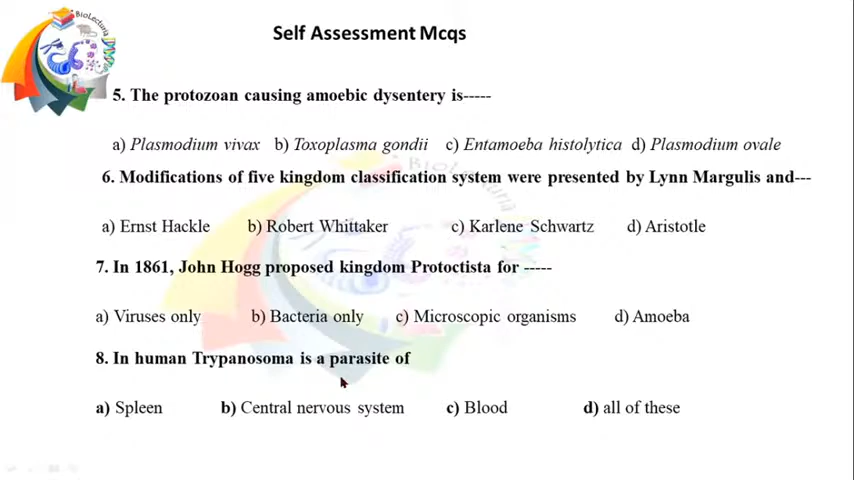 BioLecturia
Self Assessment Mcqs
5. The protozoan causing amoebic dysentery is-----
a) Plasmodium vivax b) Toxoplasma gondii c) Entamoeba histolytica d) Plasmodium ovale
6. Modifications of five kingdom classification system were presented by Lynn Margulis and---
a) Ernst Hackle b) Robert Whittaker c) Karlene Schwartz d) Aristotle
7. In 1861, John Hogg proposed kingdom Protoctista for -----
a) Viruses only b) Bacteria only c) Microscopic organisms d) Amoeba
8. In human Trypanosoma is a parasite of
a) Spleen b) Central nervous system c) Blood d) all of these
BioLecturia